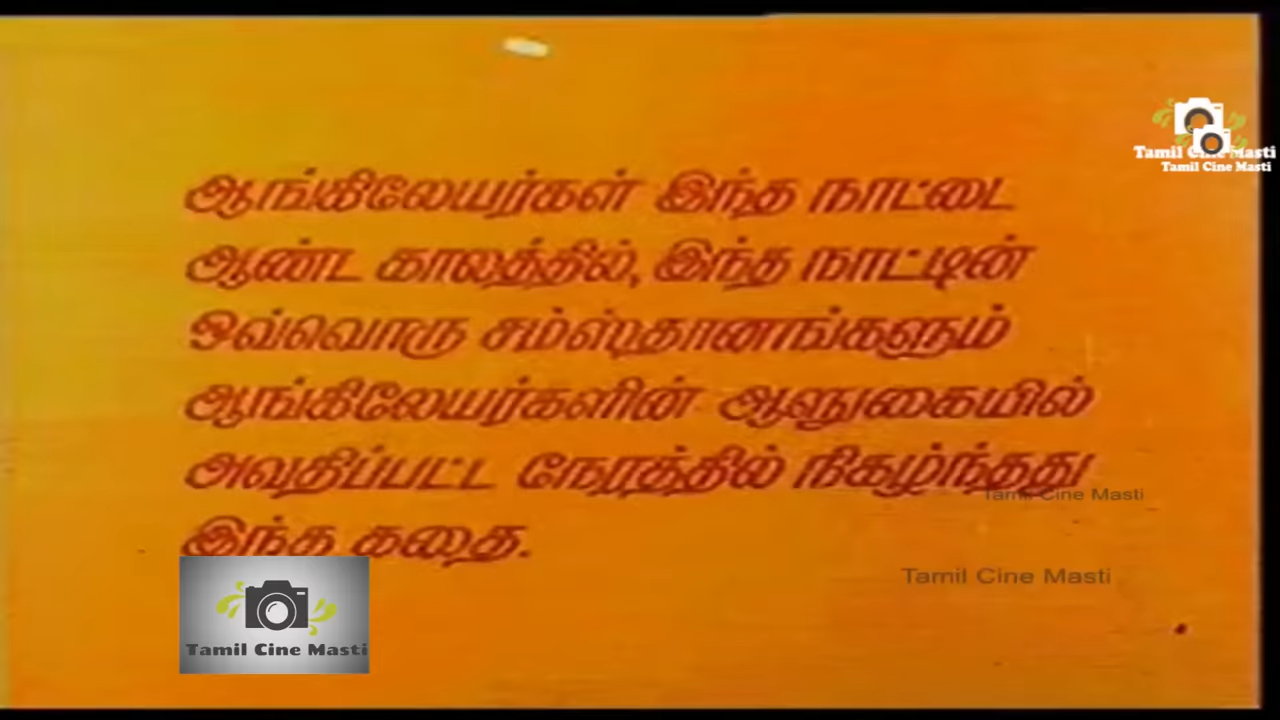 ஆங்கிலேயர்கள் இந்த நாட்டை
ஆண்ட காலத்தில், இந்த நாட்டின்
ஒவ்வொரு சம்ஸ்தானங்களும்
ஆங்கிலேயர்களின் ஆளுகையில்
அவதிப்பட்ட நேரத்தில் நிகழ்ந்தது
இந்த கதை.
Tamil Cine Masti
Tamil Cine Masti
Tamil Cine Masti
Tamil Cine Masti
Tamil Cine Masti